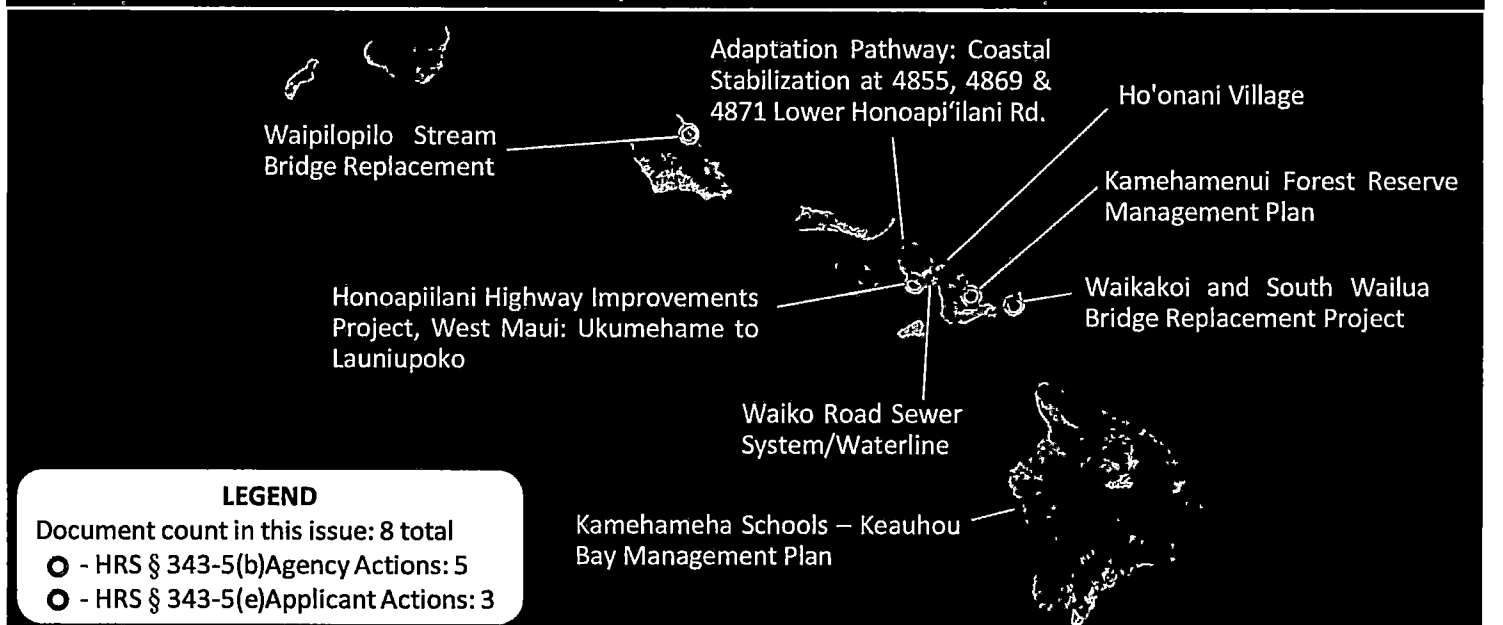 Adaptation Pathway: Coastal
Stabilization at 4855, 4869 &
4871 Lower Honoapi‘ilani Rd.
Ho'onani Village
Waipilopilo Stream
Bridge Replacement
Kamehamenui Forest Reserve
Management Plan
Honoapiilani Highway Improvements
Project, West Maui: Ukumehame to
Launiupoko
Waikakoi and South Wailua
Bridge Replacement Project
Waiko Road Sewer
System/Waterline
LEGEND
Document count in this issue: 8 total
- HRS § 343-5(b)Agency Actions: 5
- HRS § 343-5(e)Applicant Actions: 3
Kamehameha Schools – Keauhou
Bay Management Plan